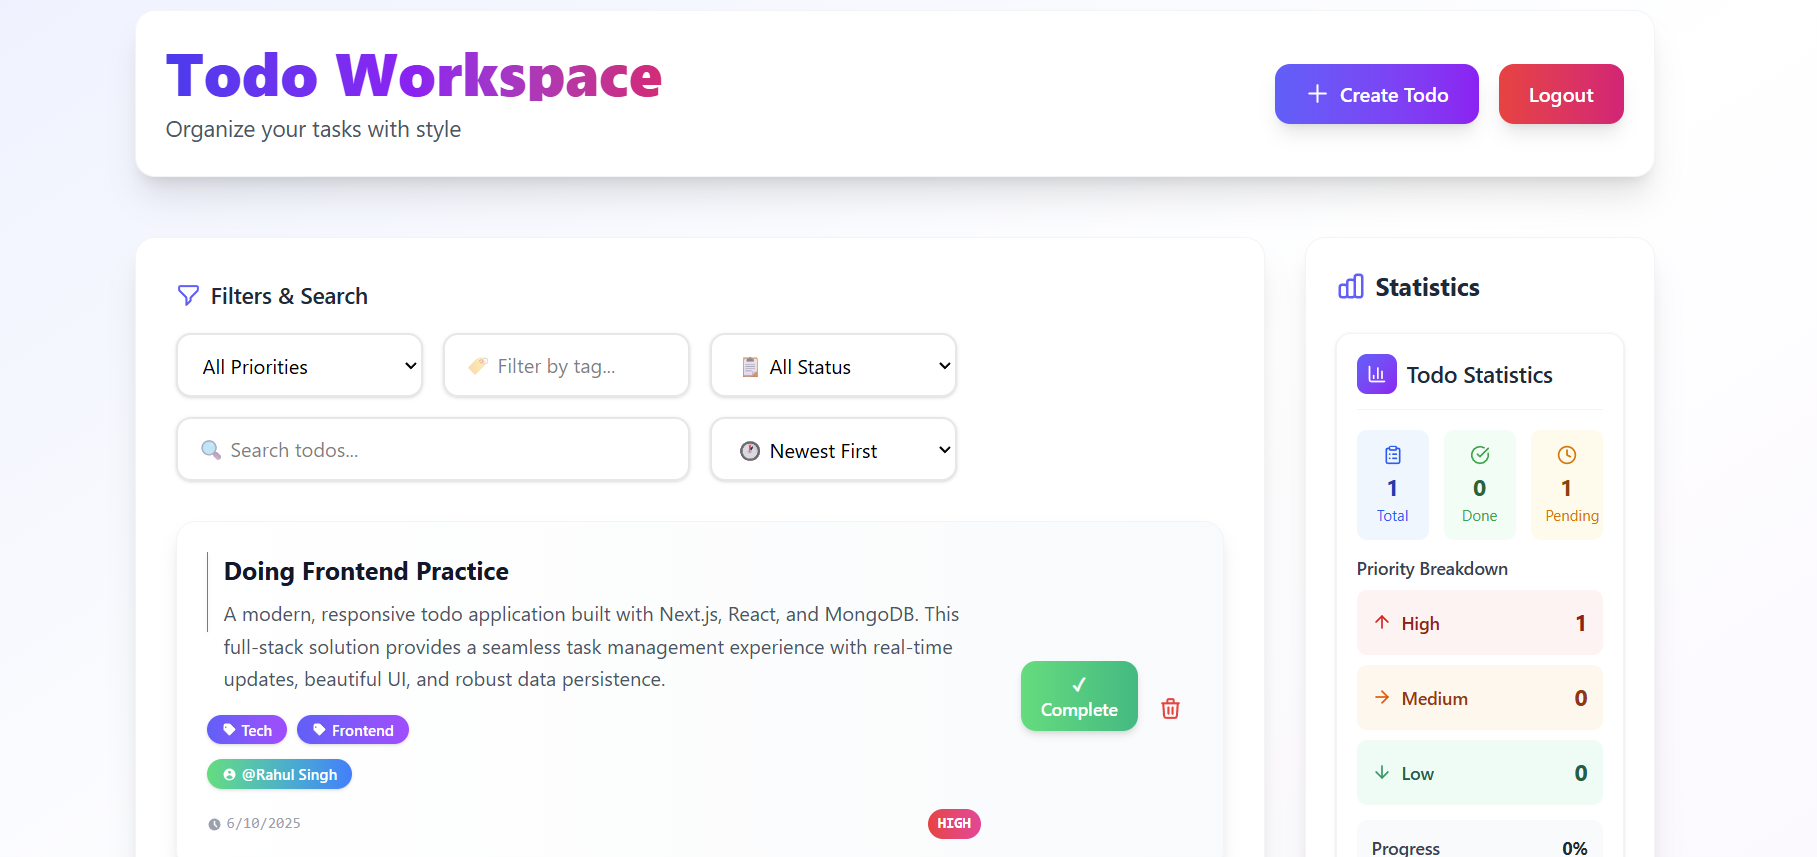 Todo Workspace
Organize your tasks with style
Create Todo
Logout
Filters & Search
All Priorities
Filter by tag...
All Status
Search todos...
Newest First
Doing Frontend Practice
A modern, responsive todo application built with Next.js, React, and MongoDB. This
full-stack solution provides a seamless task management experience with real-time
updates, beautiful UI, and robust data persistence.
Tech
Frontend
@Rahul Singh
6/10/2025
HIGH
✓
Complete
Statistics
Todo Statistics
1
Total
0
Done
1
Pending
Priority Breakdown
High 1
Medium 0
Low 0
Progress 0%